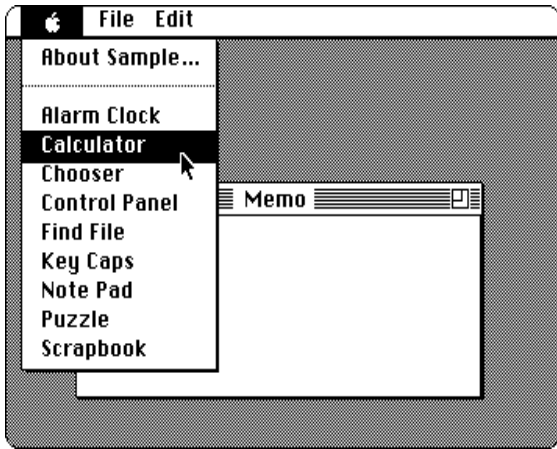 File Edit
About Sample...
Alarm Clock
Calculator
Chooser
Control Panel
Find File
Key Caps
Note Pad
Puzzle
Scrapbook
Memo